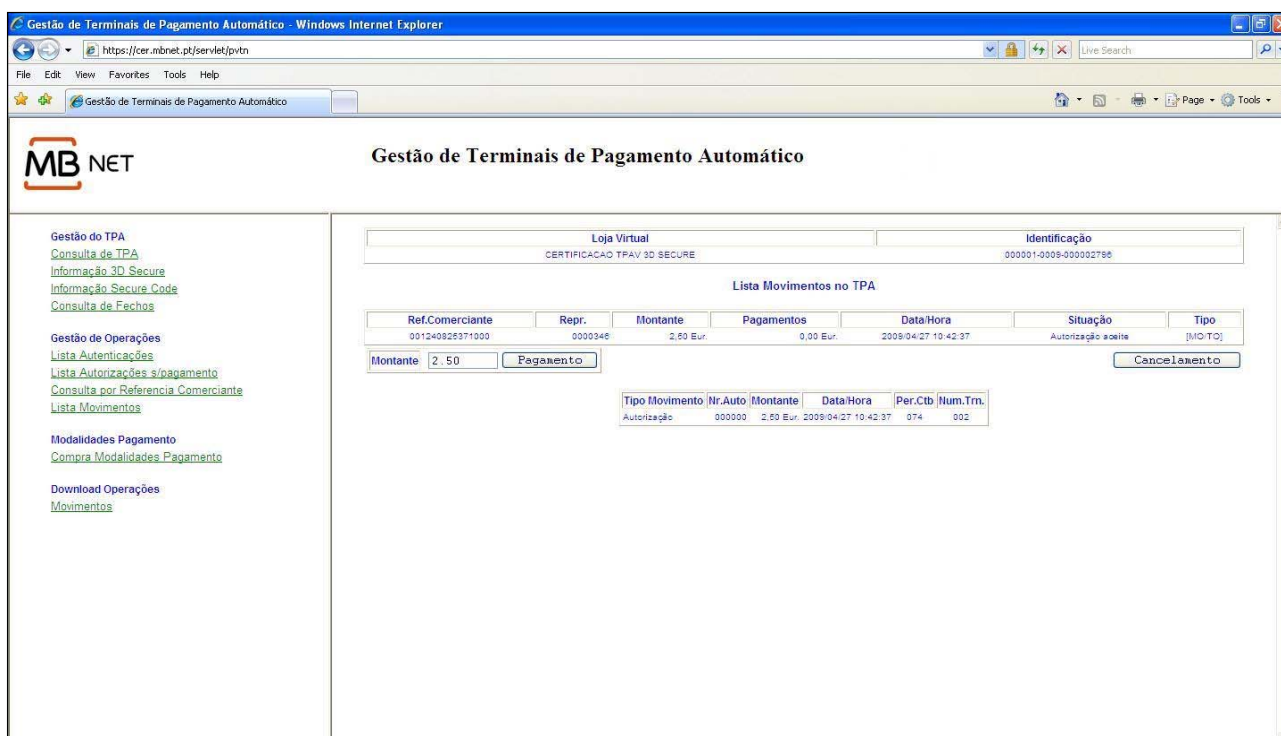 Gestão de Terminais de Pagamento Automático - Windows Internet Explorer
https://cer.mbnet.pt/servlet/pvtn
Live Search
File Edit View Favorites Tools Help
Gestão de Terminais de Pagamento Automático
Page Tools
MB NET
Gestão de Terminais de Pagamento Automático
Gestão do TPA
Consulta de TPA
Informação 3D Secure
Informação Secure Code
Consulta de Fechos
Gestão de Operações
Lista Autenticações
Lista Autorizações s/pagamento
Consulta por Referencia Comerciante
Lista Movimentos
Modalidades Pagamento
Compra Modalidades Pagamento
Download Operações
Movimentos
Loja Virtual Identificação
CERTIFICACAO TPAV 3D SECURE 000001-0009-000002796
Lista Movimentos no TPA
Ref.Comerciante Repr. Montante Pagamentos Data/Hora Situação Tipo
001240825371000 0000346 2,50 Eur. 0,00 Eur. 2009/04/27 10:42:37 Autorização aceite [MO/TO]
Montante 2.50 Pagamento Cancelamento
Tipo Movimento Nr.Auto Montante Data/Hora Per.Ctb Num.Trn.
Autorização 000000 2,50 Eur. 2009/04/27 10:42:37 074 002